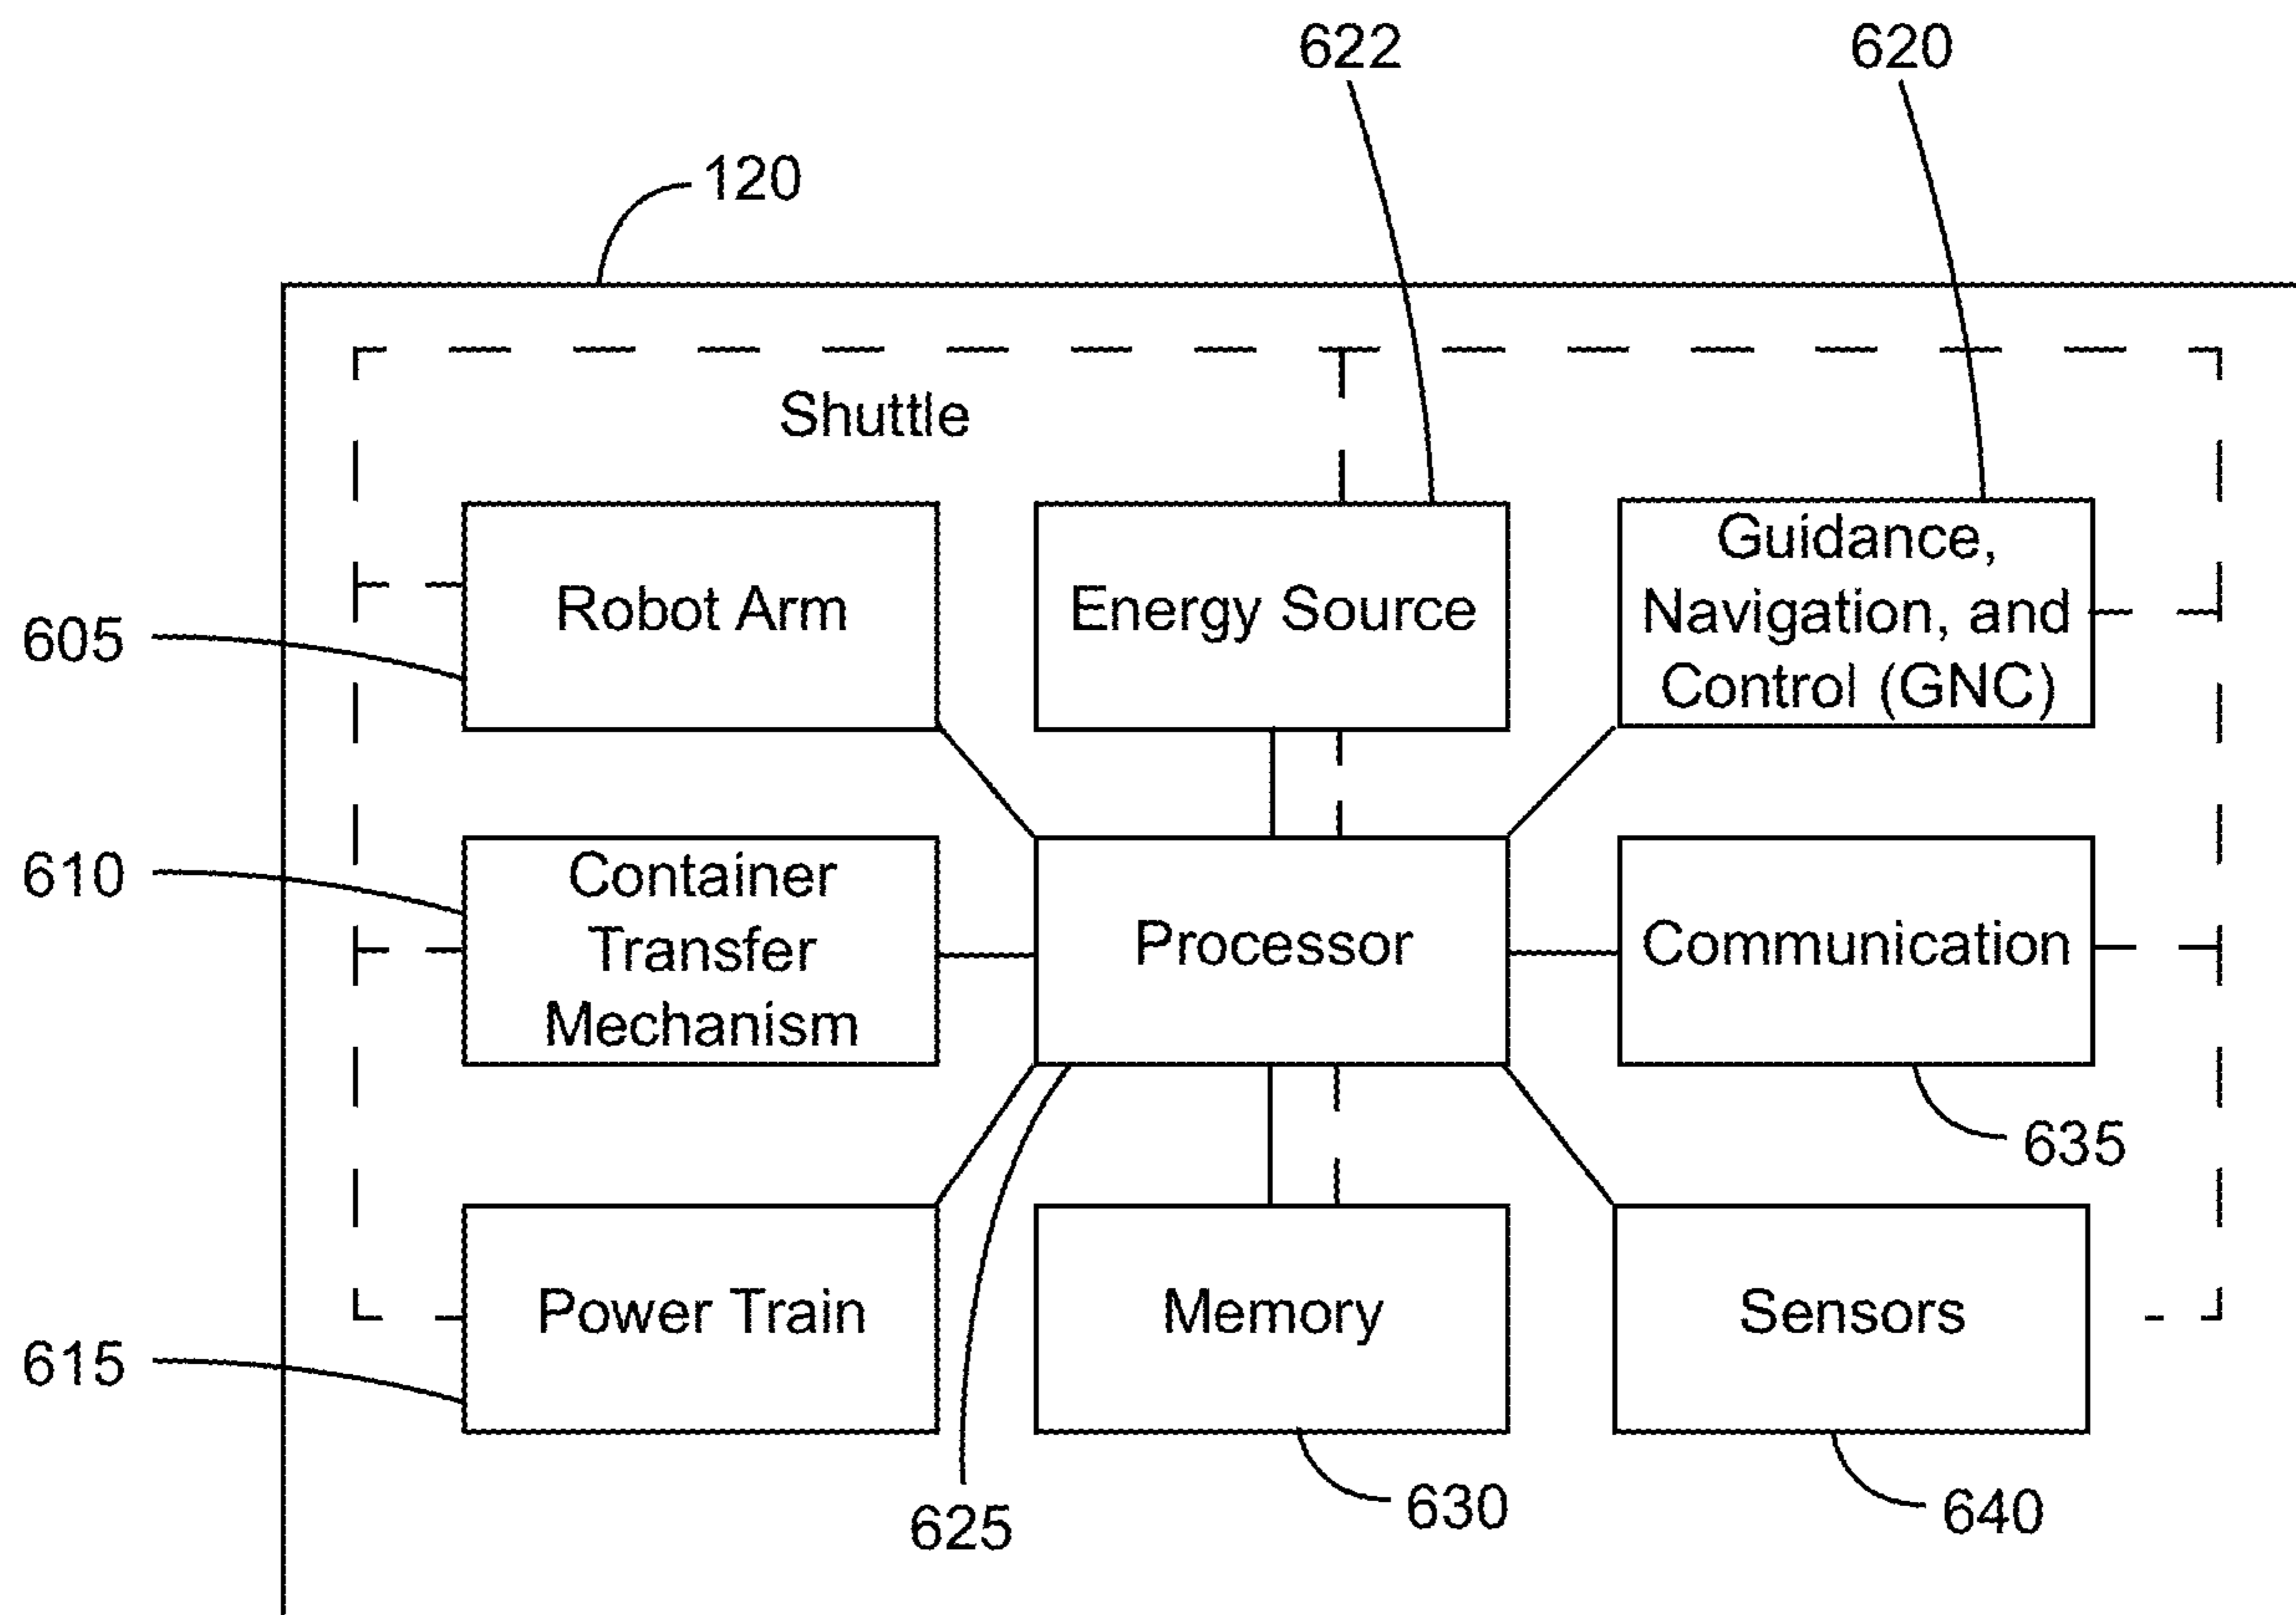 622
620
120
Shuttle
Robot Arm
Energy Source
Guidance,
Navigation, and
Control (GNC)
605
610
Container
Transfer
Mechanism
Processor
Communication
635
Power Train
Memory
Sensors
615
625
630
640